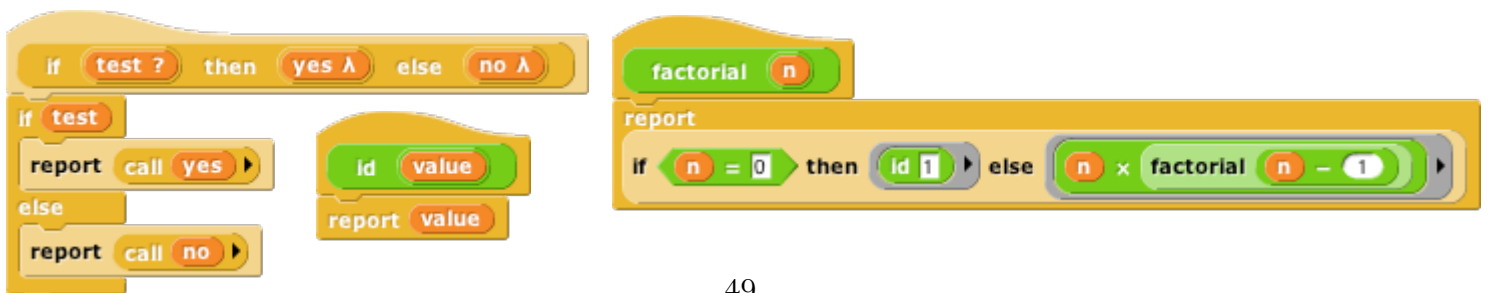 if test ? then yes λ else no λ
if test
report call yes
else
report call no
id value
report value
factorial n
report
if n = 0 then id 1 else n × factorial n − 1
49